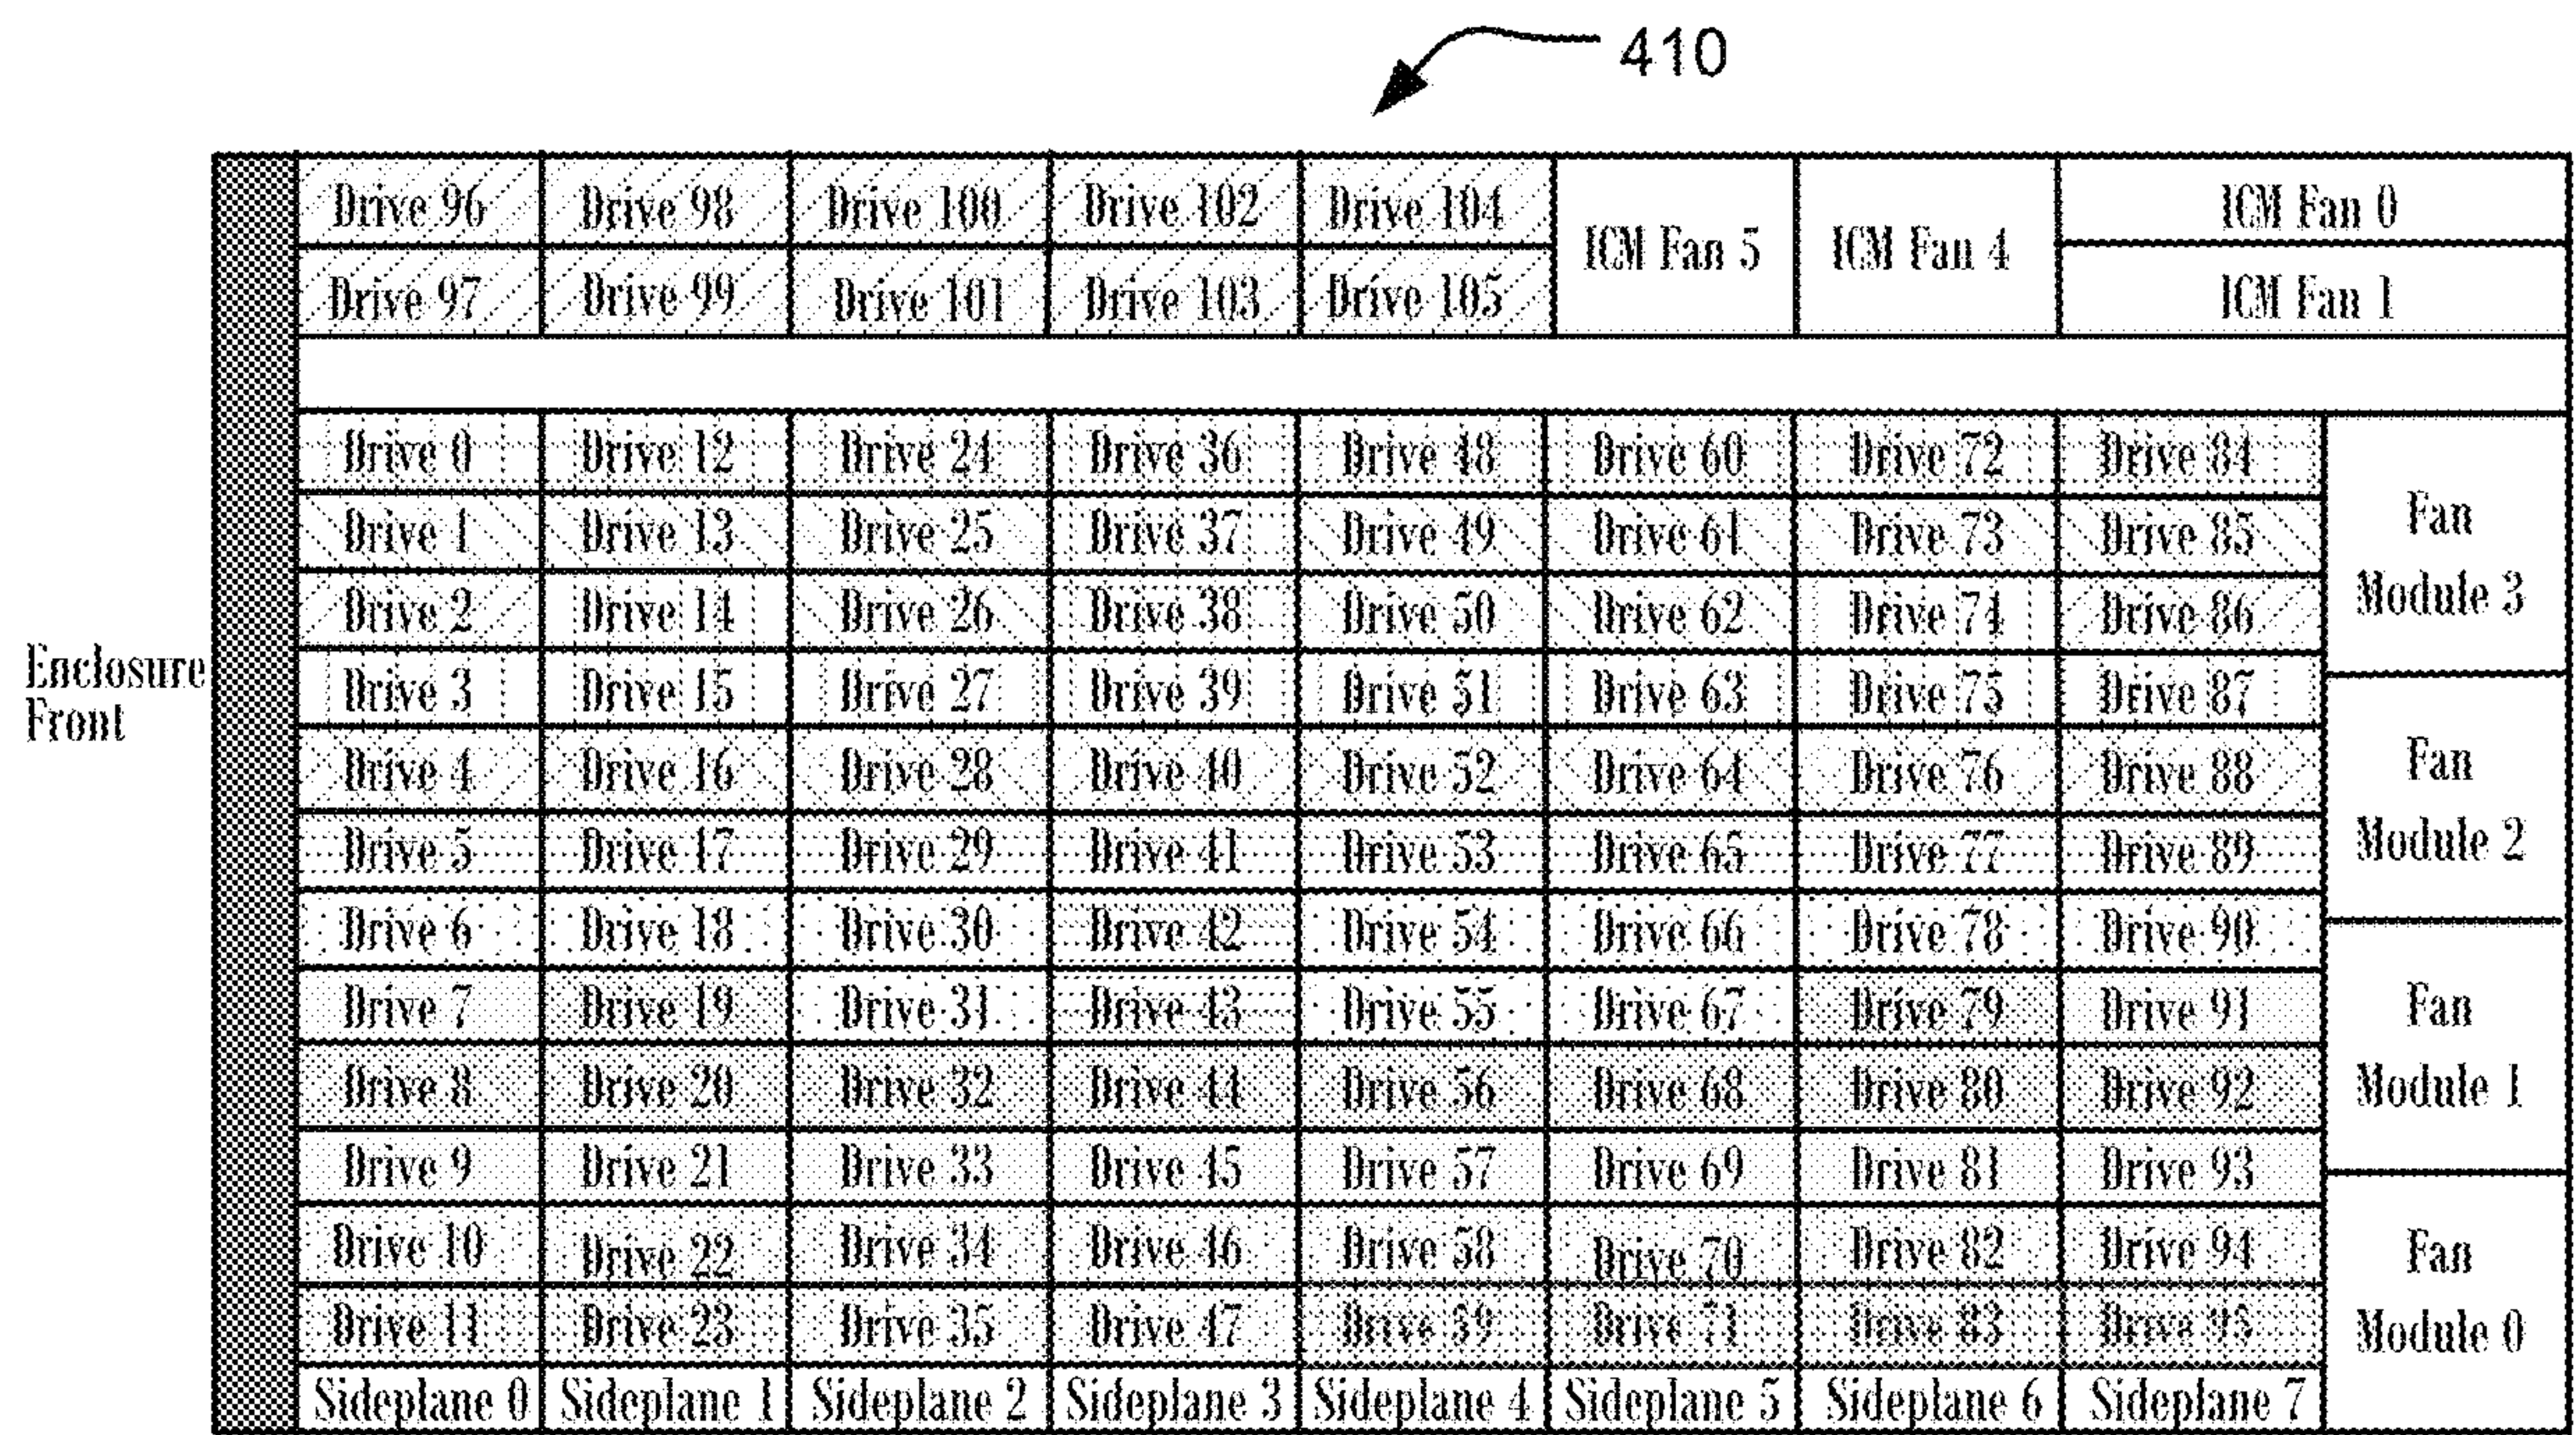 410
Drive 96 Drive 98 Drive 100 Drive 102 Drive 104 ICM Fan 5 ICM Fan 4 ICM Fan 0
Drive 97 Drive 99 Drive 101 Drive 103 Drive 105 ICM Fan 1
Drive 0 Drive 12 Drive 24 Drive 36 Drive 48 Drive 60 Drive 72 Drive 84
Drive 1 Drive 13 Drive 25 Drive 37 Drive 49 Drive 61 Drive 73 Drive 85 Fan
Drive 2 Drive 14 Drive 26 Drive 38 Drive 50 Drive 62 Drive 74 Drive 86 Module 3
Enclosure
Drive 3 Drive 15 Drive 27 Drive 39 Drive 51 Drive 63 Drive 75 Drive 87
Front
Drive 4 Drive 16 Drive 28 Drive 40 Drive 52 Drive 64 Drive 76 Drive 88 Fan
Drive 5 Drive 17 Drive 29 Drive 41 Drive 53 Drive 65 Drive 77 Drive 89 Module 2
Drive 6 Drive 18 Drive 30 Drive 42 Drive 54 Drive 66 Drive 78 Drive 90
Drive 7 Drive 19 Drive 31 Drive 43 Drive 55 Drive 67 Drive 79 Drive 91 Fan
Drive 8 Drive 20 Drive 32 Drive 44 Drive 56 Drive 68 Drive 80 Drive 92 Module 1
Drive 9 Drive 21 Drive 33 Drive 45 Drive 57 Drive 69 Drive 81 Drive 93
Drive 10 Drive 22 Drive 34 Drive 46 Drive 58 Drive 70 Drive 82 Drive 94 Fan
Drive 11 Drive 23 Drive 35 Drive 47 Drive 59 Drive 71 Drive 83 Drive 95 Module 0
Sideplane 0 Sideplane 1 Sideplane 2 Sideplane 3 Sideplane 4 Sideplane 5 Sideplane 6 Sideplane 7